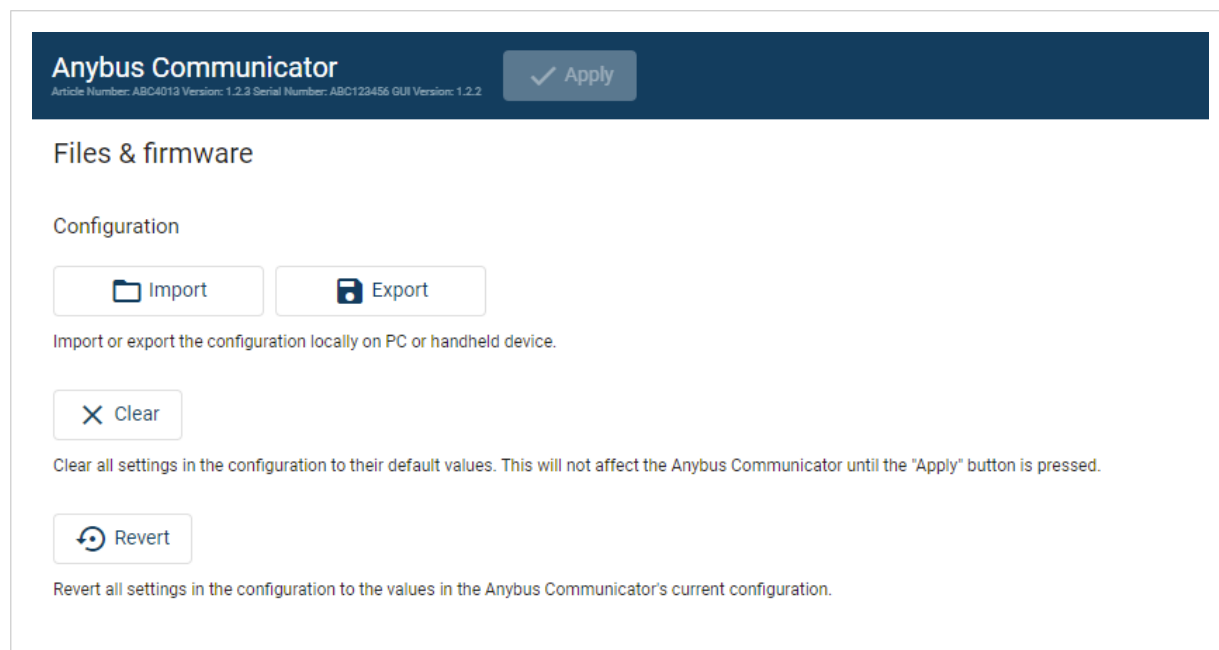 Anybus Communicator
Apply
Article Number: ABC4013 Version: 1.2.3 Serial Number: ABC123456 GUI Version: 1.2.2
Files & firmware
Configuration
Import
Export
Import or export the configuration locally on PC or handheld device.
Clear
Clear all settings in the configuration to their default values. This will not affect the Anybus Communicator until the "Apply" button is pressed.
Revert
Revert all settings in the configuration to the values in the Anybus Communicator's current configuration.